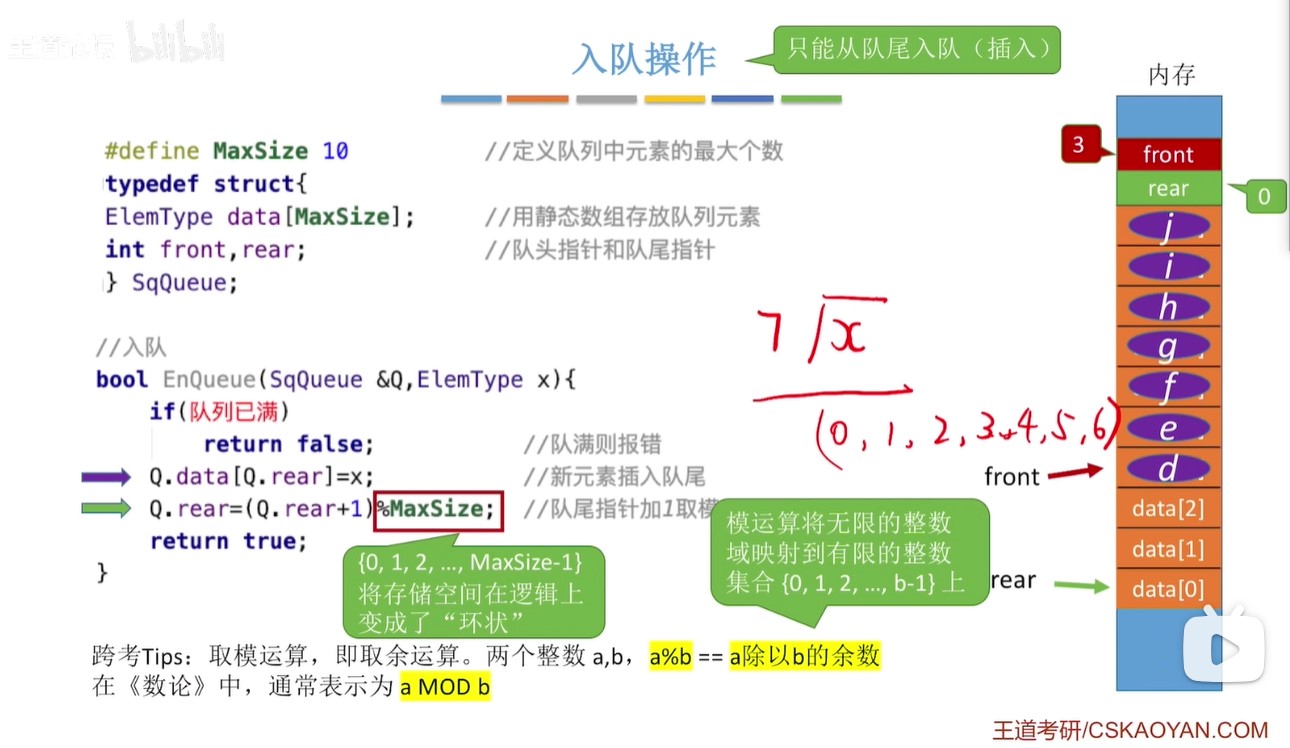 王道论坛 bilibili
入队操作
只能从队尾入队（插入）
内存
#define MaxSize 10 //定义队列中元素的最大个数
typedef struct{
ElemType data[MaxSize]; //用静态数组存放队列元素
int front,rear; //队头指针和队尾指针
} SqQueue;
//入队
bool EnQueue(SqQueue &Q,ElemType x){
if(队列已满)
return false; //队满则报错
Q.data[Q.rear]=x; //新元素插入队尾
Q.rear=(Q.rear+1)%MaxSize; //队尾指针加1取模
return true;
}
{0, 1, 2, …, MaxSize-1}
将存储空间在逻辑上
变成了“环状”
7 x
(0, 1, 2, 3, 4, 5, 6)
模运算将无限的整数
域映射到有限的整数
集合 {0, 1, 2, …, b-1} 上
3
front
rear
0
j
i
h
g
f
e
front
d
data[2]
data[1]
rear
data[0]
跨考Tips：取模运算，即取余运算。两个整数 a,b，a%b == a除以b的余数
在《数论》中，通常表示为 a MOD b
王道考研/CSKAOYAN.COM